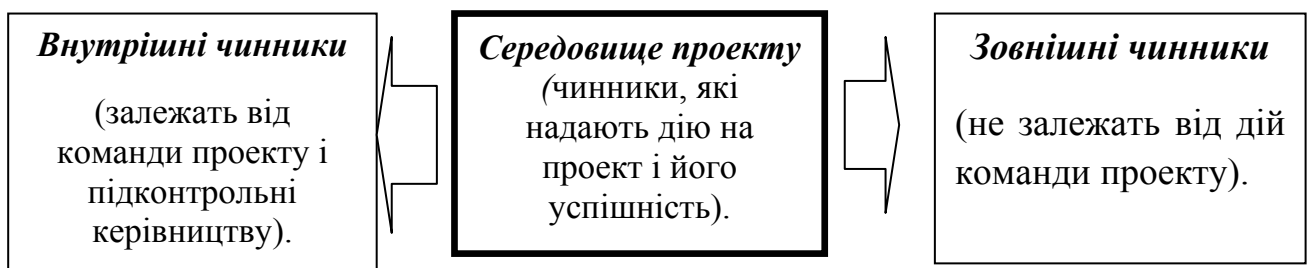 Внутрішні чинники
(залежать від
команди проекту і
підконтрольні
керівництву).
Середовище проекту
(чинники, які
надають дію на
проект і його
успішність).
Зовнішні чинники
(не залежать від дій
команди проекту).